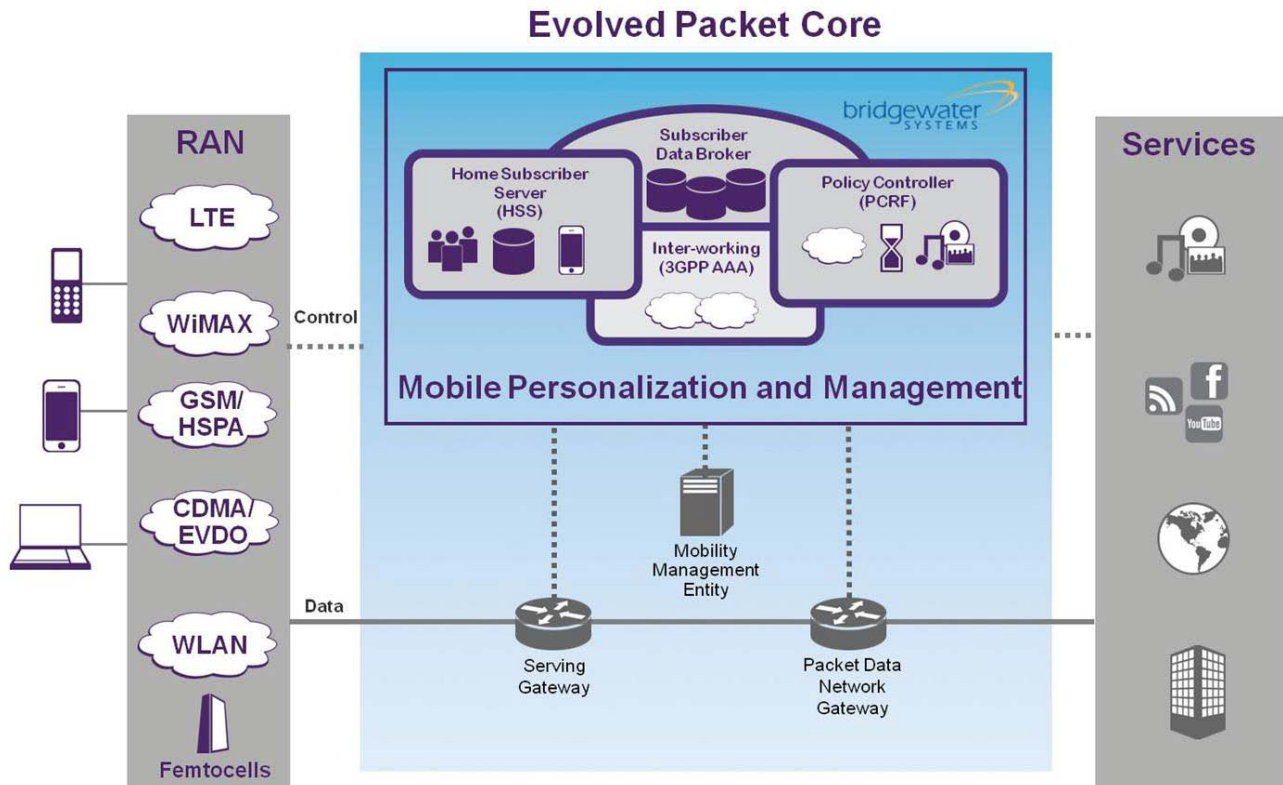 Evolved Packet Core
bridgewater
SYSTEMS
RAN
LTE
WiMAX
GSM/
HSPA
CDMA/
EVDO
WLAN
Femtocells
Control
Data
Subscriber
Data Broker
Home Subscriber
Server
(HSS)
Policy Controller
(PCRF)
Inter-working
(3GPP AAA)
Mobile Personalization and Management
Mobility
Management
Entity
Serving
Gateway
Packet Data
Network
Gateway
Services
f
YouTube